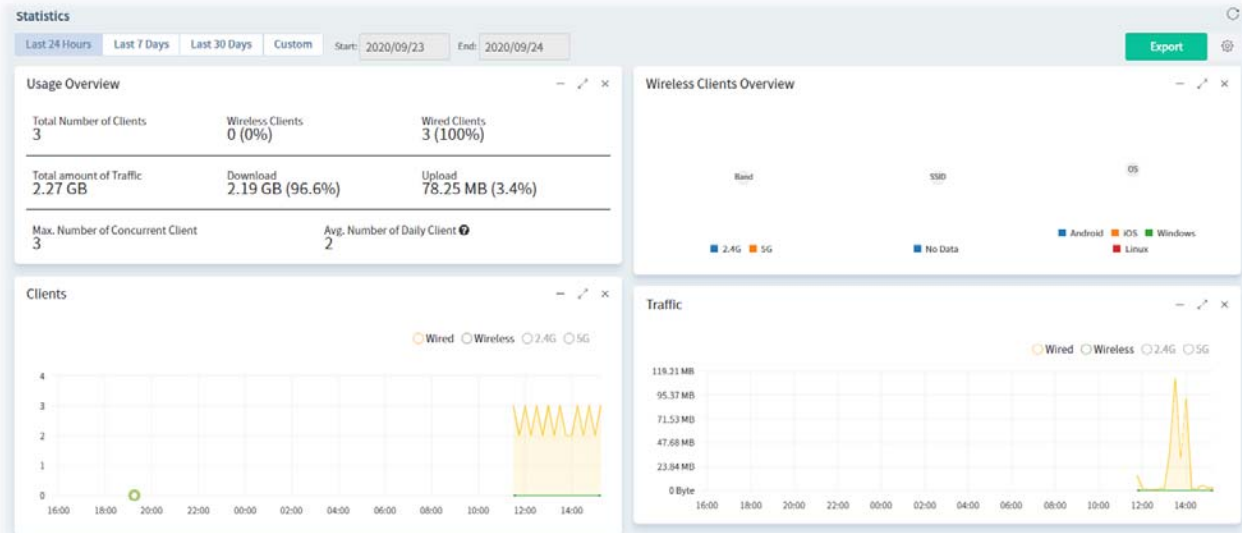 Statistics
Last 24 Hours Last 7 Days Last 30 Days Custom Start: 2020/09/23 End: 2020/09/24 Export
Usage Overview
Total Number of Clients Wireless Clients Wired Clients
3 0 (0%) 3 (100%)
Total amount of Traffic Download Upload
2.27 GB 2.19 GB (96.6%) 78.25 MB (3.4%)
Max. Number of Concurrent Client Avg. Number of Daily Client ?
3 2
Wireless Clients Overview
Band SSID OS
Android iOS Windows
2.4G 5G No Data Linux
Clients
Wired Wireless 2.4G 5G
4
3
2
1
0
16:00 18:00 20:00 22:00 00:00 02:00 04:00 06:00 08:00 10:00 12:00 14:00
Traffic
Wired Wireless 2.4G 5G
119.21 MB
95.37 MB
71.53 MB
47.68 MB
23.84 MB
0 Byte
16:00 18:00 20:00 22:00 00:00 02:00 04:00 06:00 08:00 10:00 12:00 14:00